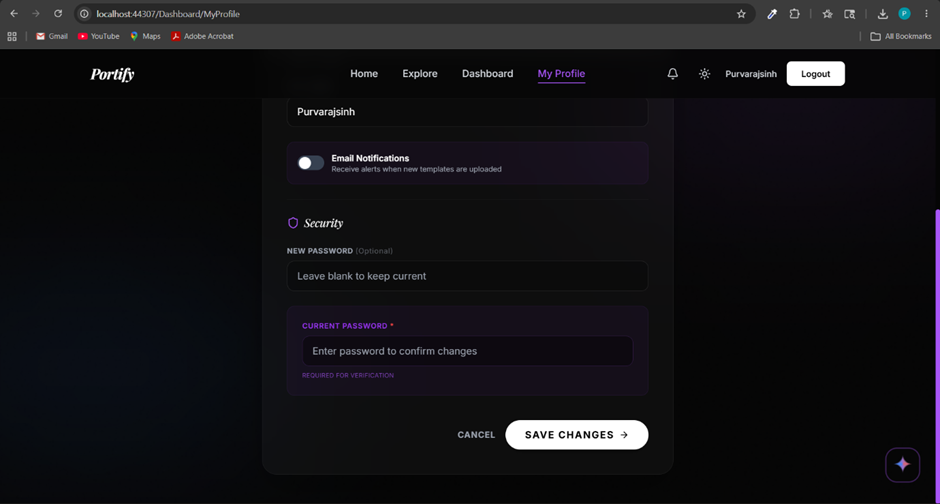 localhost:44307/Dashboard/MyProfile
P
Gmail
YouTube
Maps
Adobe Acrobat
All Bookmarks
Portify
Home
Explore
Dashboard
My Profile
Purvarajsinh
Logout
Purvarajsinh
Email Notifications
Receive alerts when new templates are uploaded
Security
NEW PASSWORD (Optional)
Leave blank to keep current
CURRENT PASSWORD *
Enter password to confirm changes
REQUIRED FOR VERIFICATION
CANCEL
SAVE CHANGES →